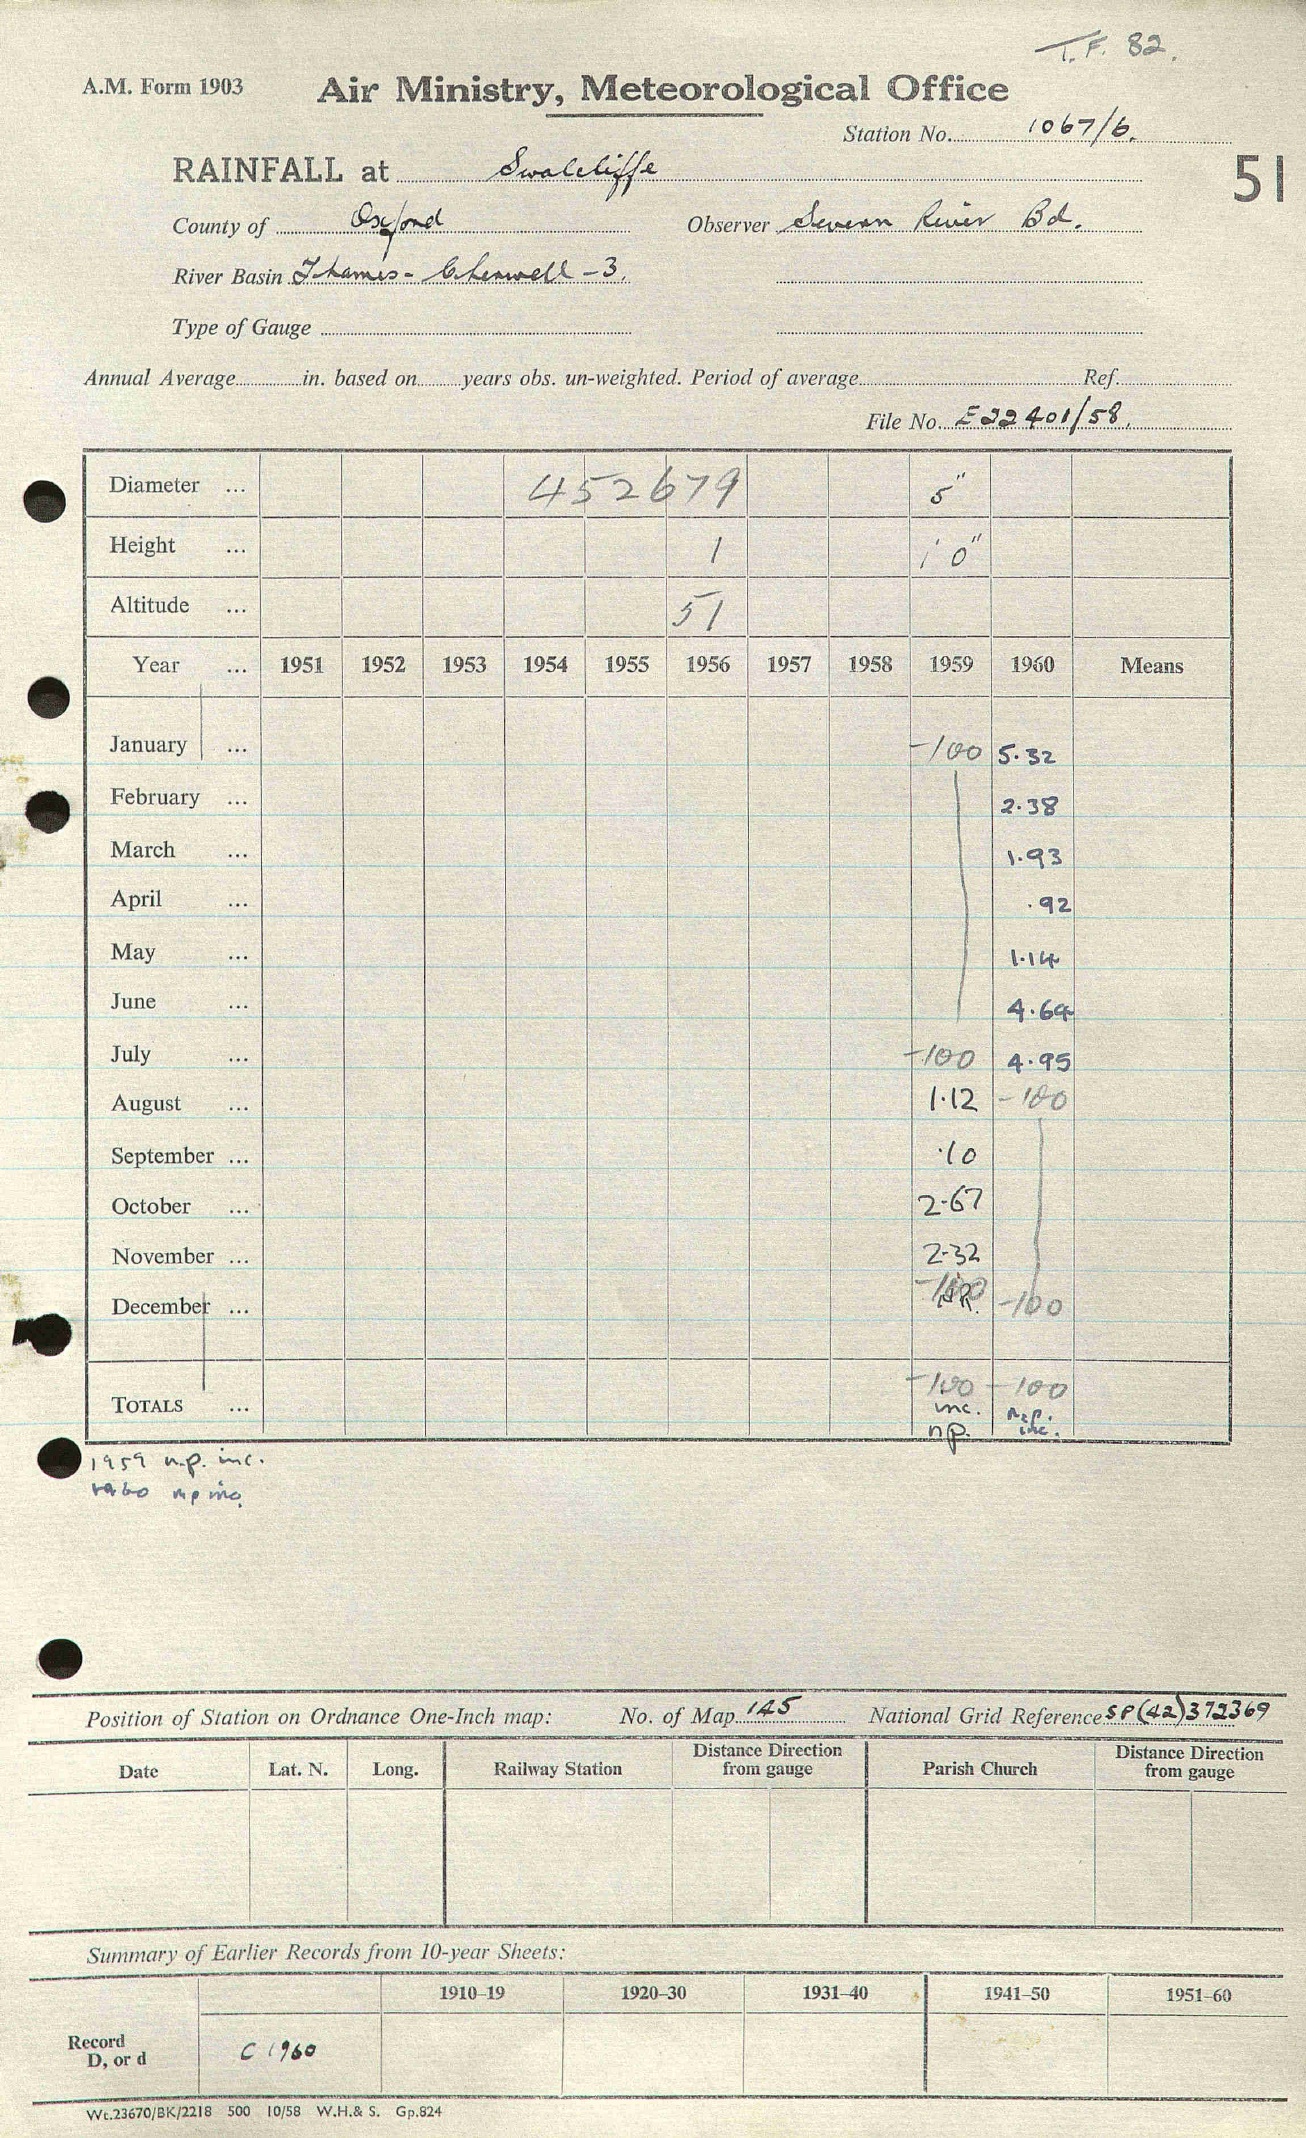 T.F. 82.
A.M. Form 1903 Air Ministry, Meteorological Office
Station No. 1067/6.
RAINFALL at Swalcliffe 51
County of Oxford Observer Severn River Bd.
River Basin Thames - Cherwell - 3.
Type of Gauge
Annual Average in. based on years obs. un-weighted. Period of average Ref.
File No. E22401/58.
Diameter ... 452679 5"
Height ... 1 1' 0"
Altitude ... 51
Year ... 1951 1952 1953 1954 1955 1956 1957 1958 1959 1960 Means
January ... -100 5.32
February ... 2.38
March ... 1.93
April ... .92
May ... 1.14
June ... 4.64
July ... -100 4.95
August ... 1.12 -100
September ... .10
October ... 2.67
November ... 2.32
December ... -100 N.R. -100
TOTALS ... -100 -100
inc. n.p.
np. inc.
1959 n.p. inc.
1960 n p inc.
Position of Station on Ordnance One-Inch map: No. of Map 145 National Grid Reference SP(42)372369
Date Lat. N. Long. Railway Station Distance Direction from gauge Parish Church Distance Direction from gauge
Summary of Earlier Records from 10-year Sheets:
1910–19 1920–30 1931–40 1941–50 1951–60
Record
D, or d C 1960
Wt.23670/BK/2218 500 10/58 W.H.& S. Gp.824